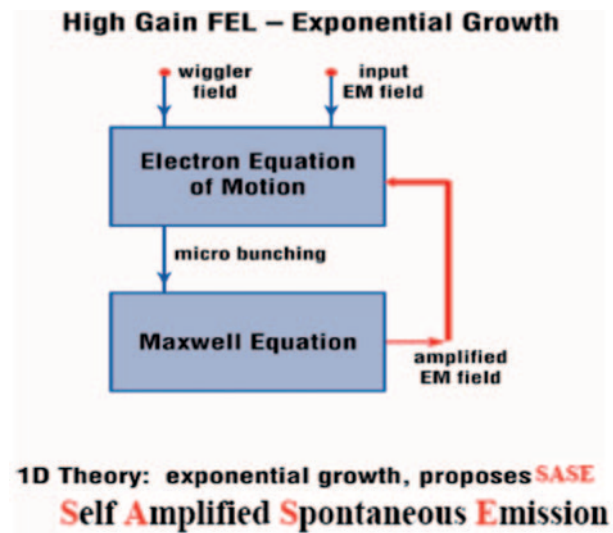 High Gain FEL – Exponential Growth
wiggler
field
input
EM field
Electron Equation
of Motion
micro bunching
Maxwell Equation
amplified
EM field
1D Theory: exponential growth, proposes SASE
Self Amplified Spontaneous Emission